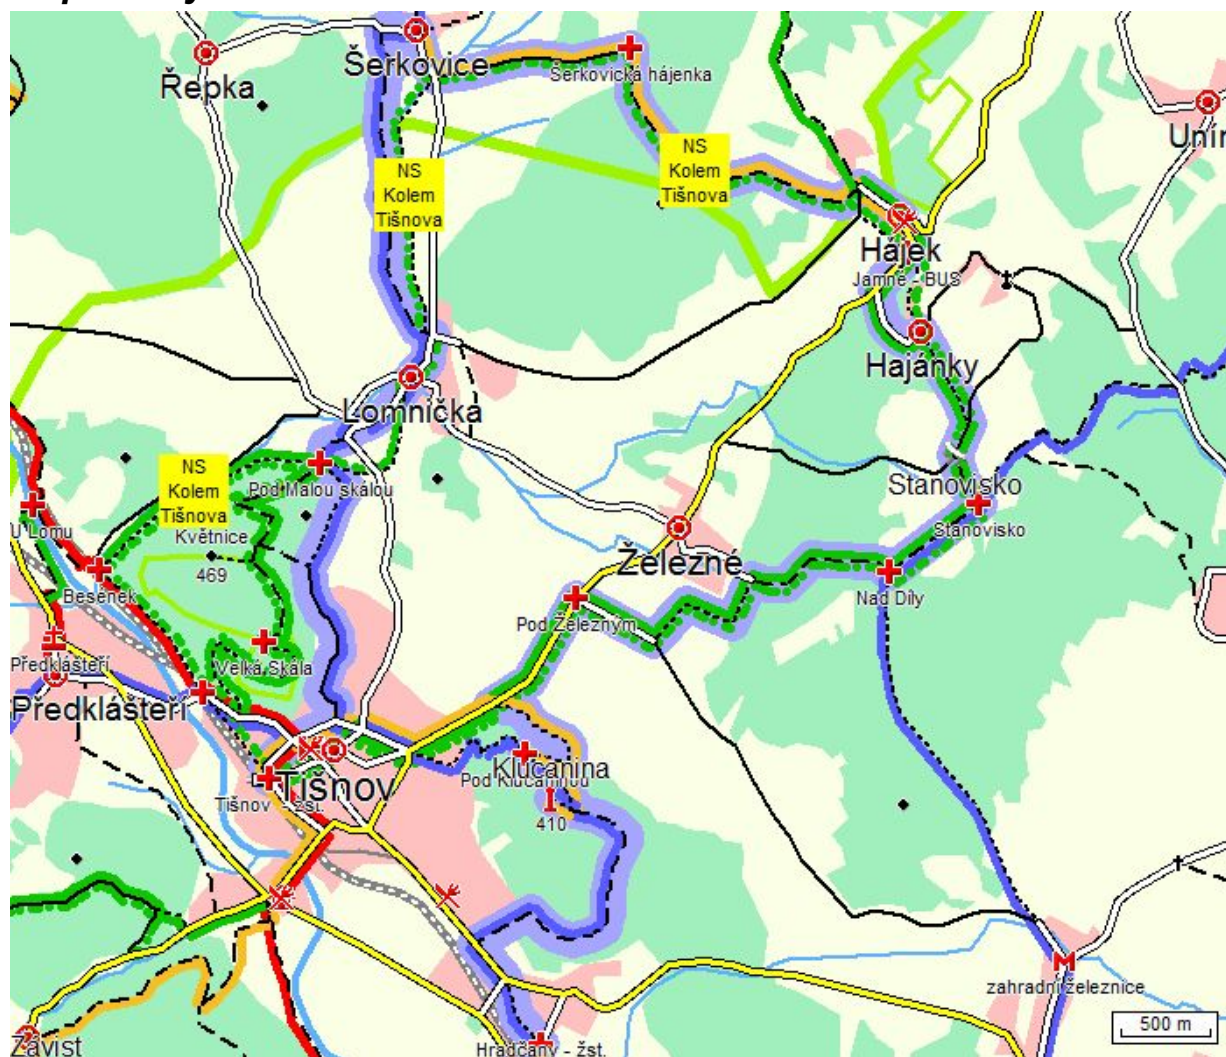 Šerkovice
Řepka
Šerkovická hájenka
NS
Kolem
Tišnova
NS
Kolem
Tišnova
Hájek
Jamné - BUS
Hajánky
Lomnička
NS
Kolem
Tišnova
Pod Malou skálou
Květnice
469
U Lomu
Stanovisko
Stanovisko
Železné
Besének
Nad Díly
Pod Železným
Předklášteří
Velká Skála
Předklášteří
Tišnov
Tišnov - žst.
Klucanina
Pod Klucaninou
410
zahradní železnice
500 m
Závist
Hradčany - žst.